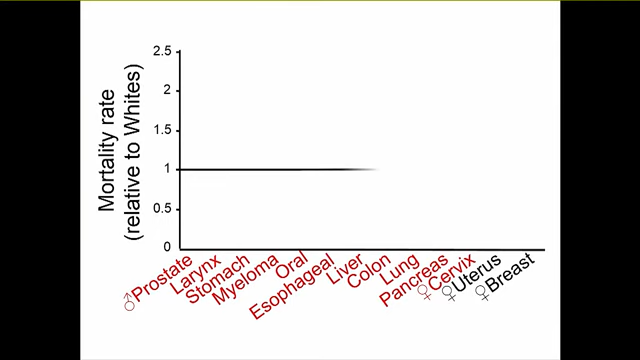 Mortality rate
(relative to Whites)
2.5
2
1.5
1
0.5
0
♂Prostate
Larynx
Stomach
Myeloma
Oral
Esophageal
Liver
Colon
Lung
Pancreas
♀Cervix
♀Uterus
♀Breast